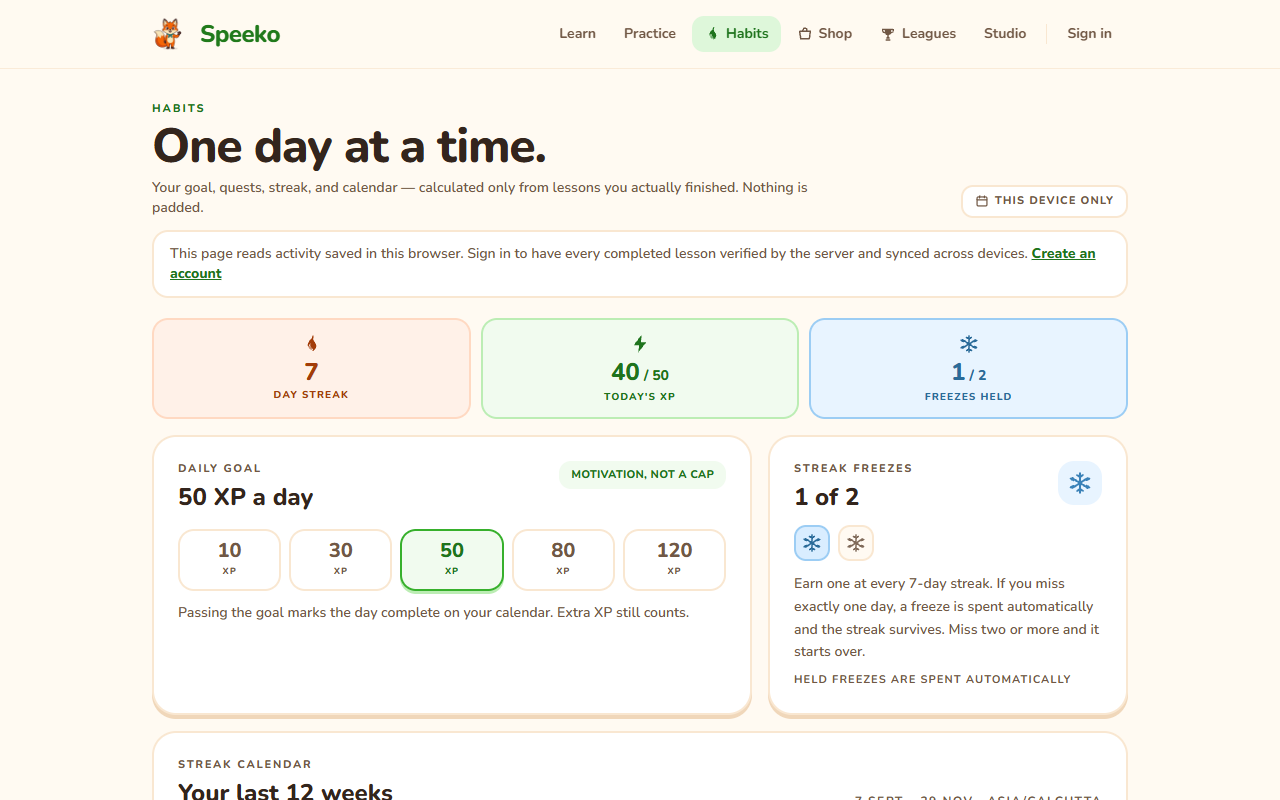 Speeko
Learn
Practice
Habits
Shop
Leagues
Studio
Sign in
HABITS
One day at a time.
Your goal, quests, streak, and calendar — calculated only from lessons you actually finished. Nothing is
padded.
THIS DEVICE ONLY
This page reads activity saved in this browser. Sign in to have every completed lesson verified by the server and synced across devices. Create an
account
7
DAY STREAK
40 / 50
TODAY'S XP
1 / 2
FREEZES HELD
DAILY GOAL
50 XP a day
MOTIVATION, NOT A CAP
10
XP
30
XP
50
XP
80
XP
120
XP
Passing the goal marks the day complete on your calendar. Extra XP still counts.
STREAK FREEZES
1 of 2
Earn one at every 7-day streak. If you miss
exactly one day, a freeze is spent automatically
and the streak survives. Miss two or more and it
starts over.
HELD FREEZES ARE SPENT AUTOMATICALLY
STREAK CALENDAR
Your last 12 weeks